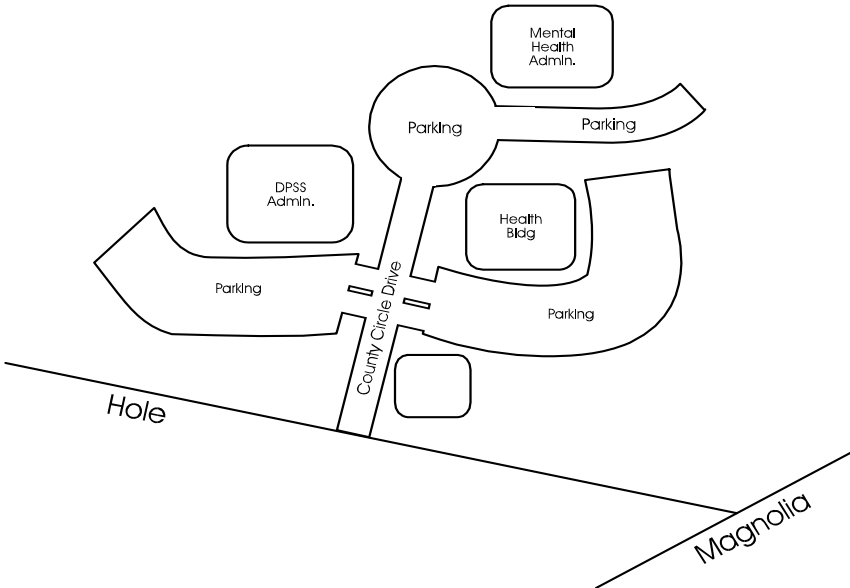 Mental
Health
Admin.
Parking
Parking
DPSS
Admin.
Health
Bldg
Parking
County Circle Drive
Parking
Hole
Magnolia